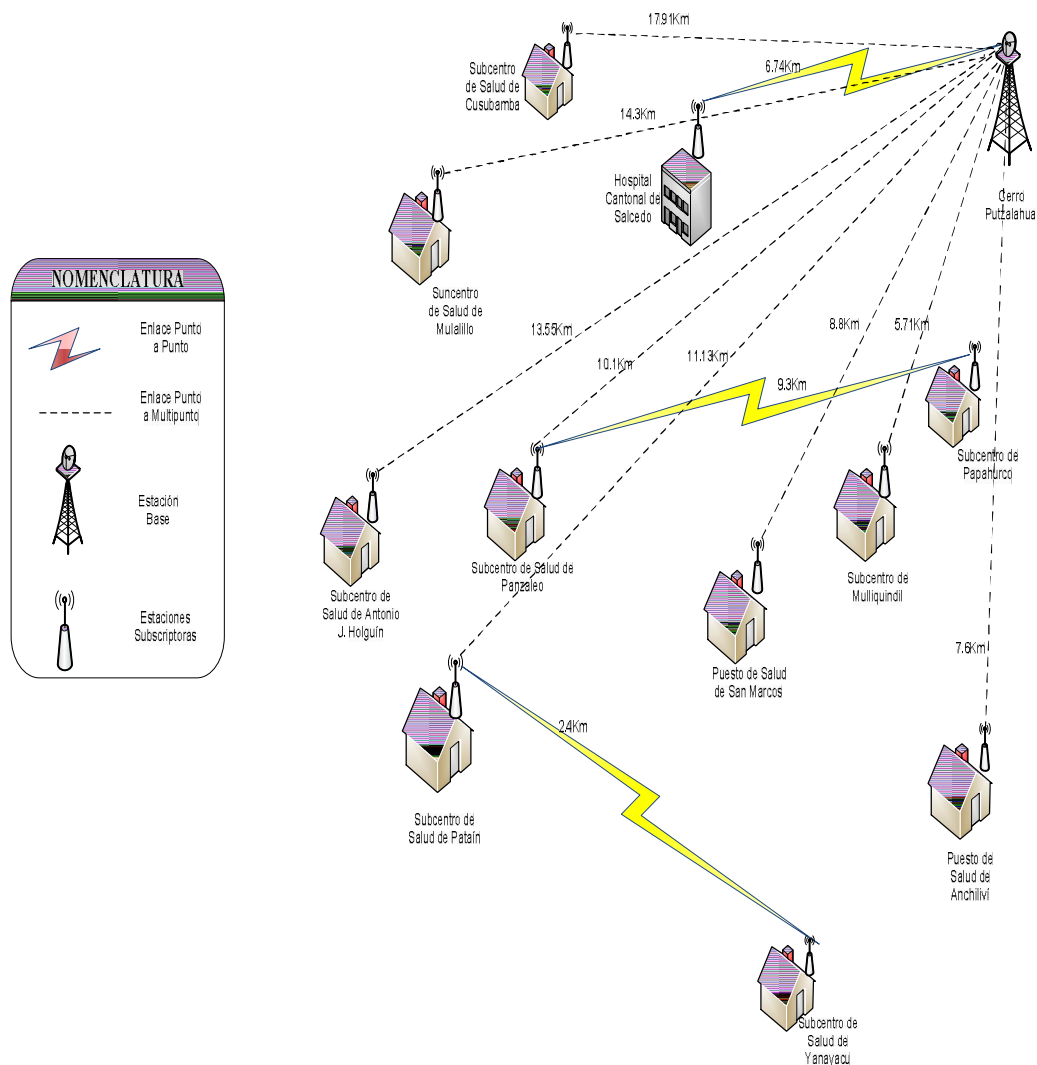 17.91Km
Subcentro
de Salud de
Cusubamba
6.74Km
14.3Km
Hospital
Cantonal de
Salcedo
Cerro
Putzalahua
NOMENCLATURA
Enlace Punto
a Punto
Enlace Punto
a Multipunto
Estación
Base
Estaciones
Subscriptoras
Suncentro
de Salud de
Mulalillo
13.55Km
10.1Km
11.13Km
8.8Km
5.71Km
9.3Km
Subcentro de
Papahurco
Subcentro de
Salud de Antonio
J. Holguín
Subcentro de Salud de
Panzaleo
Subcentro de
Mulliquindil
Puesto de Salud
de San Marcos
7.6Km
2.4Km
Subcentro de
Salud de Pataín
Puesto de
Salud de
Anchiliví
Subcentro de
Salud de
Yanayacu